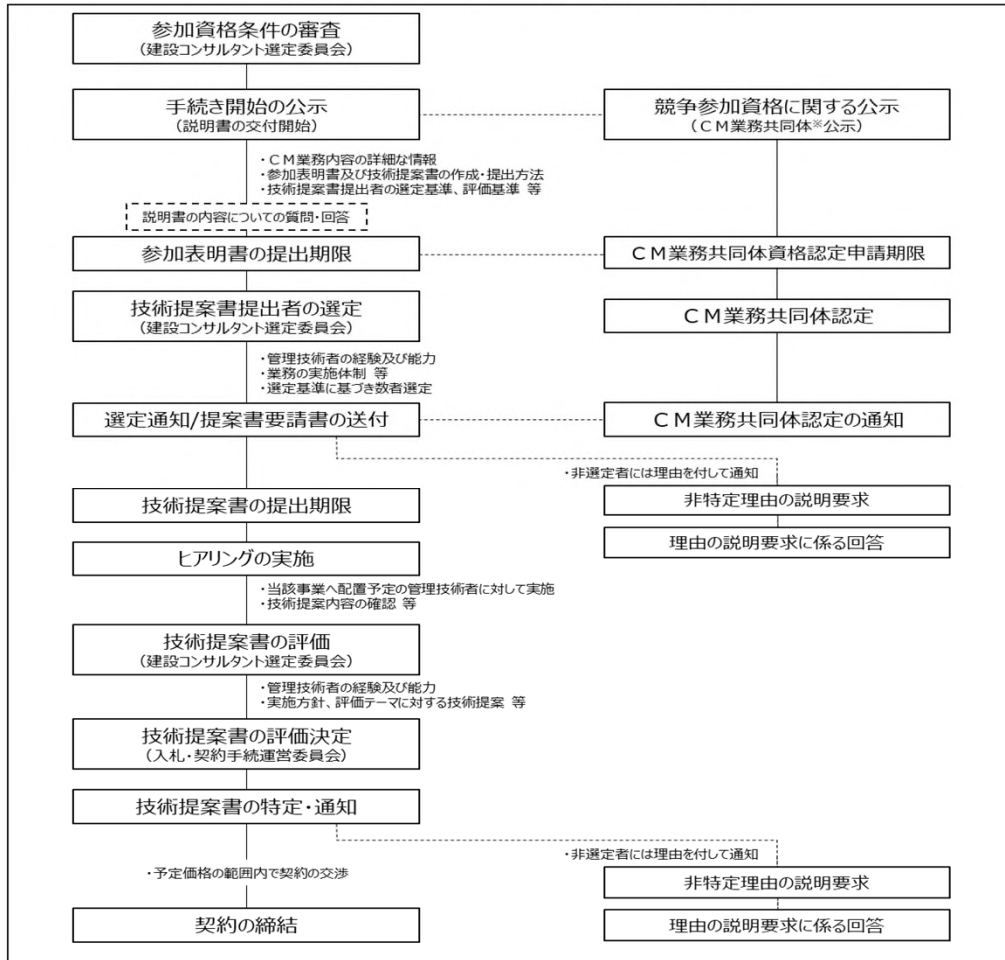 参加資格条件の審査
(建設コンサルタント選定委員会)
手続き開始の公示
(説明書の交付開始)
競争参加資格に関する公示
(CM業務共同体※公示)
・CM業務内容の詳細な情報
・参加表明書及び技術提案書の作成・提出方法
・技術提案書提出者の選定基準、評価基準 等
説明書の内容についての質問・回答
参加表明書の提出期限
CM業務共同体資格認定申請期限
技術提案書提出者の選定
(建設コンサルタント選定委員会)
CM業務共同体認定
・管理技術者の経験及び能力
・業務の実施体制 等
・選定基準に基づき数者選定
選定通知/提案書要請書の送付
CM業務共同体認定の通知
・非選定者には理由を付して通知
非特定理由の説明要求
理由の説明要求に係る回答
技術提案書の提出期限
ヒアリングの実施
・当該事業へ配置予定の管理技術者に対して実施
・技術提案内容の確認 等
技術提案書の評価
(建設コンサルタント選定委員会)
・管理技術者の経験及び能力
・実施方針、評価テーマに対する技術提案 等
技術提案書の評価決定
(入札・契約手続運営委員会)
技術提案書の特定・通知
・非選定者には理由を付して通知
非特定理由の説明要求
理由の説明要求に係る回答
・予定価格の範囲内で契約の交渉
契約の締結